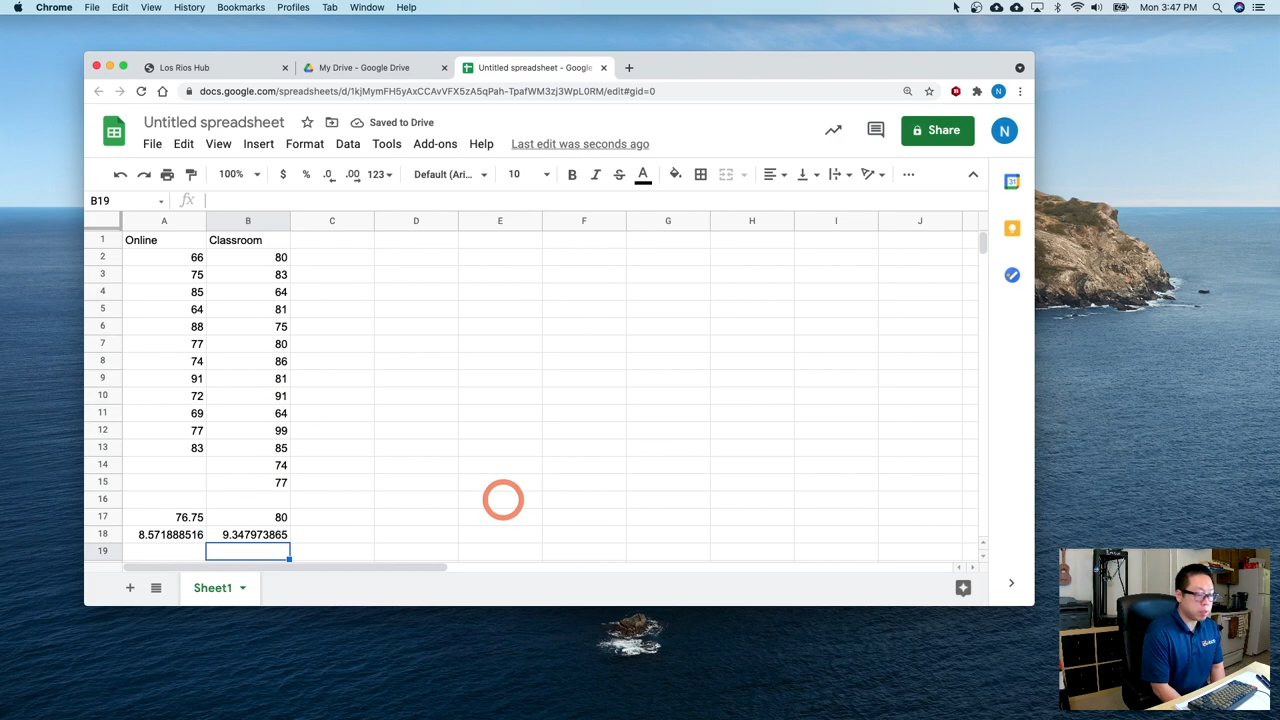 Chrome File Edit View History Bookmarks Profiles Tab Window Help Mon 3:47 PM
Los Rios Hub My Drive - Google Drive Untitled spreadsheet - Google
docs.google.com/spreadsheets/d/1kjMymFH5yAxCCAvVFX5zA5qPah-TpafWM3zj3WpL0RM/edit#gid=0
Untitled spreadsheet Saved to Drive
Share
N
File Edit View Insert Format Data Tools Add-ons Help Last edit was seconds ago
100% $ % .0 .00 123 Default (Ari... 10 B I S A
B19 fx
A B C D E F G H I J
1 Online Classroom
2 66 80
3 75 83
4 85 64
5 64 81
6 88 75
7 77 80
8 74 86
9 91 81
10 72 91
11 69 64
12 77 99
13 83 85
14 74
15 77
16
17 76.75 80
18 8.571888516 9.347973865
19
Sheet1